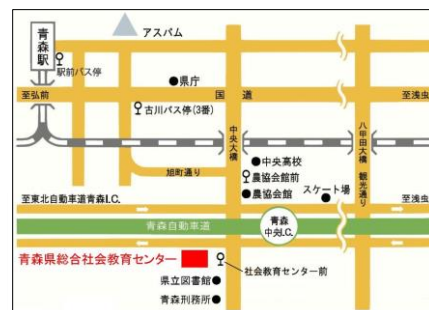 アスパム
青森駅
駅前バス停
県庁
至弘前
国道
至浅虫
古川バス停(3番)
中央大橋
八甲田大橋 観光通り
旭町通り
中央高校
農協会館前
農協会館
スケート場
至東北自動車道青森I.C.
至浅虫
青森自動車道
青森中央I.C.
青森県総合社会教育センター
社会教育センター前
県立図書館
青森刑務所